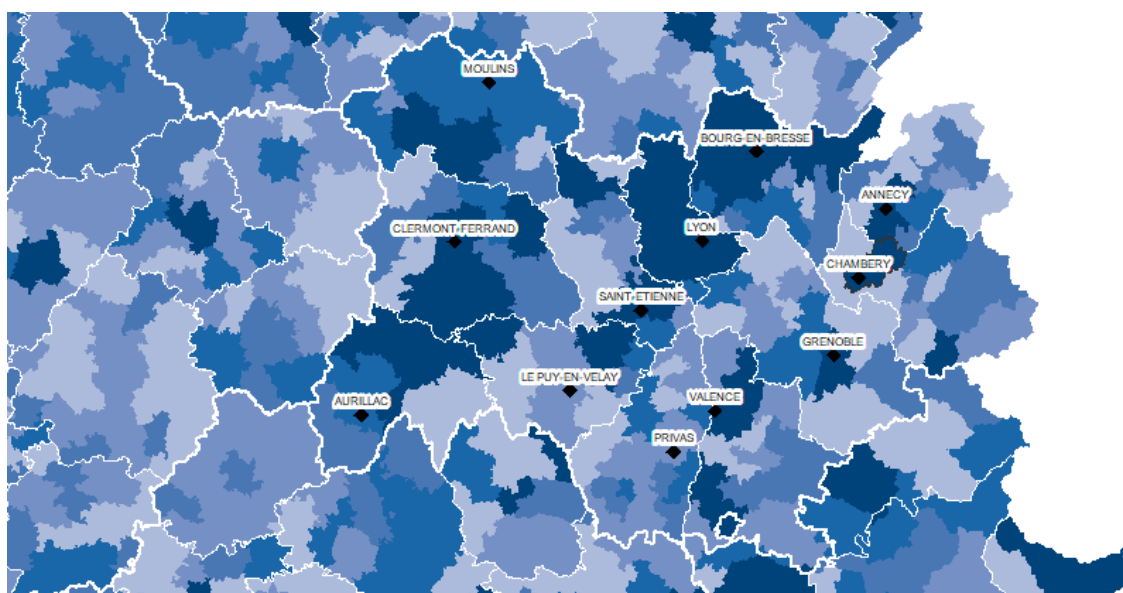 MOULINS
BOURG-EN-BRESSE
ANNECY
CLERMONT-FERRAND
LYON
CHAMBERY
SAINT-ETIENNE
GRENOBLE
LE PUY-EN-VELAY
AURILLAC
VALENCE
PRIVAS